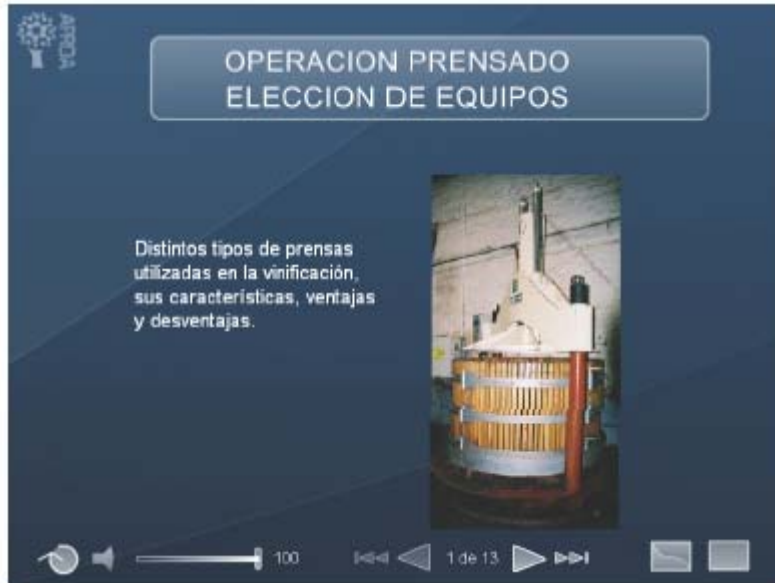 OPERACION PRENSADO
ELECCION DE EQUIPOS
Distintos tipos de prensas
utilizadas en la vinificación,
sus características, ventajas
y desventajas.
100
1 de 13